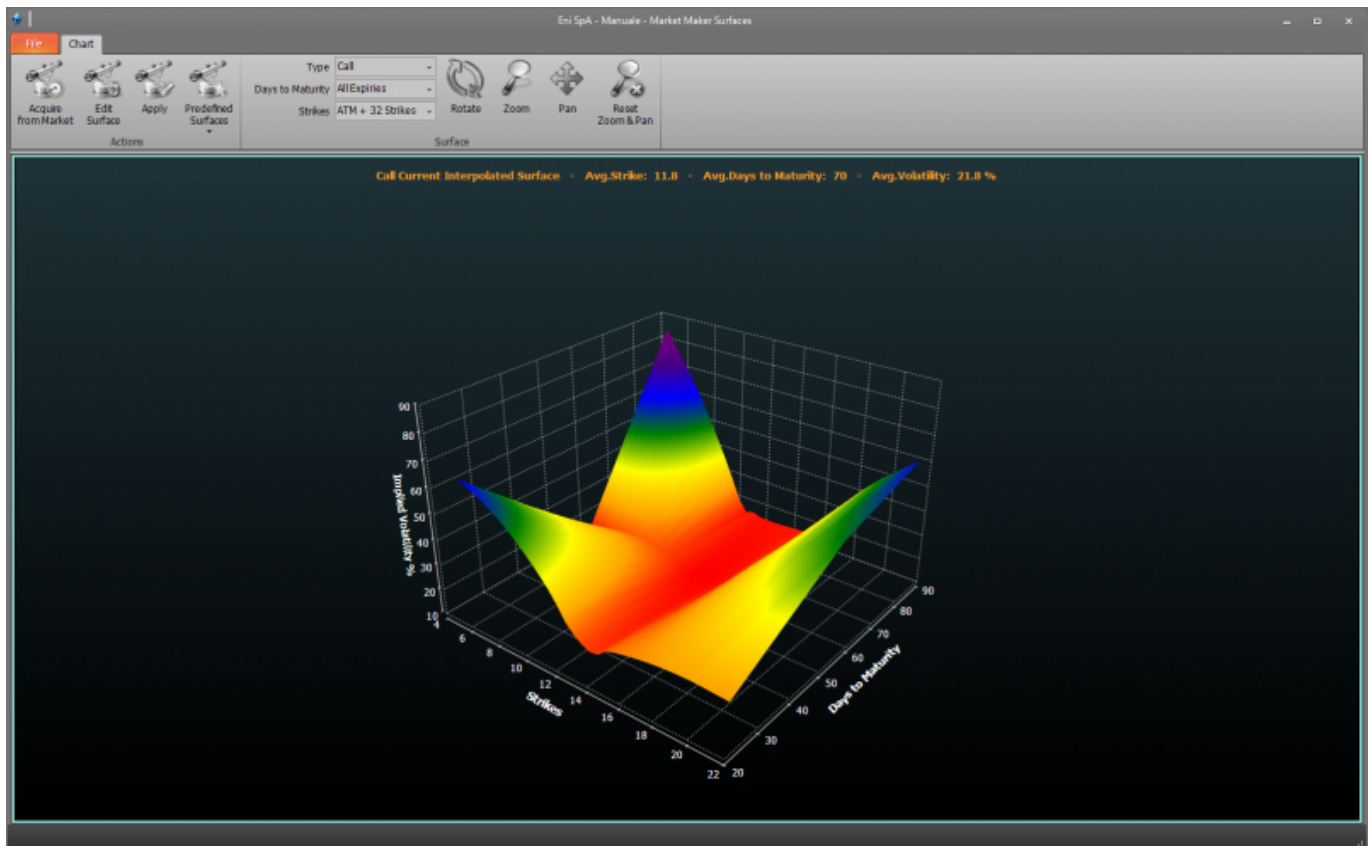 Eni SpA - Manuale - Market Maker Surfaces
File Chart
Type Call
Days to Maturity All Expiries
Strikes ATM + 32 Strikes
Acquire from Market
Edit Surface
Apply
Predefined Surfaces
Rotate
Zoom
Pan
Reset Zoom & Pan
Actions
Surface
Call Current Interpolated Surface - Avg.Strike: 11.8 - Avg.Days to Maturity: 70 - Avg.Volatility: 21.8 %
90
80
70
60
50
40
30
20
10
Implied Volatility %
4
6
8
10
12
14
16
18
20
22
Strikes
20
30
40
50
60
70
80
90
Days to Maturity